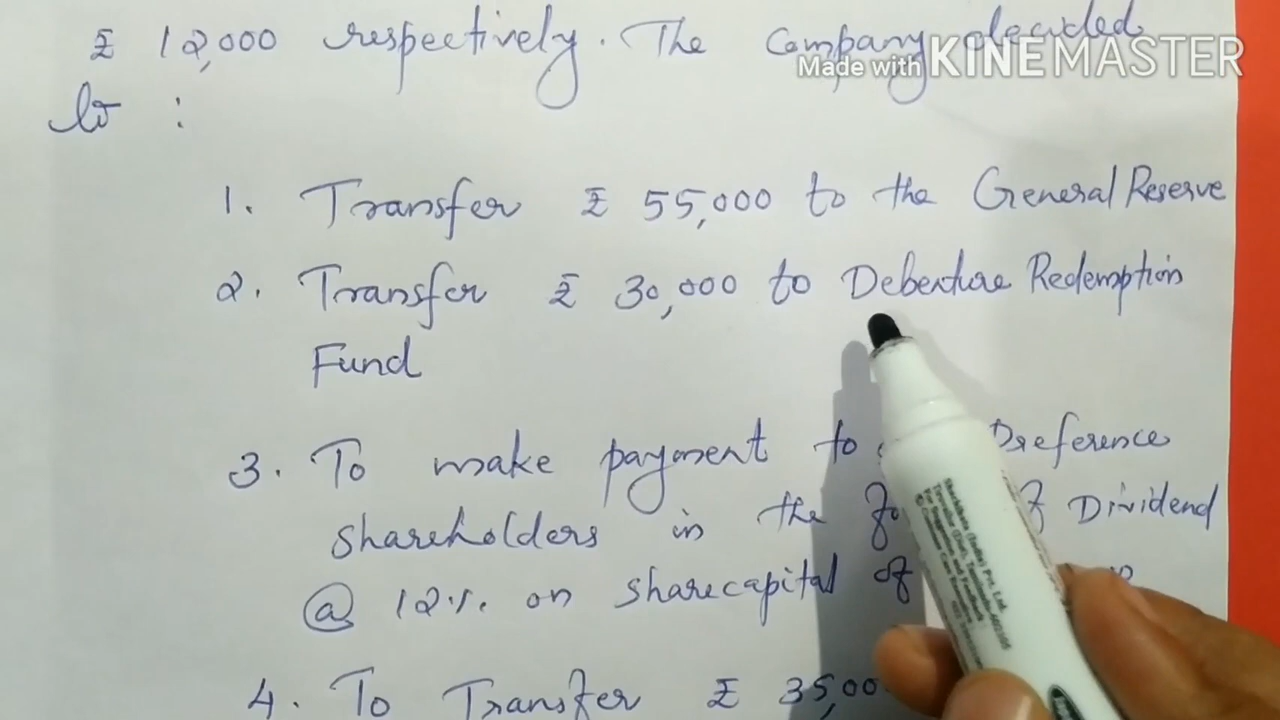 ₹ 12,000 respectively. The Company decided
Made with KINEMASTER
to :
1. Transfer ₹ 55,000 to the General Reserve
2. Transfer ₹ 30,000 to Debenture Redemption
Fund
3. To make payment to Preference
shareholders in the of Dividend
@ 12% on sharecapital of
4. To Transfer ₹ 35,00